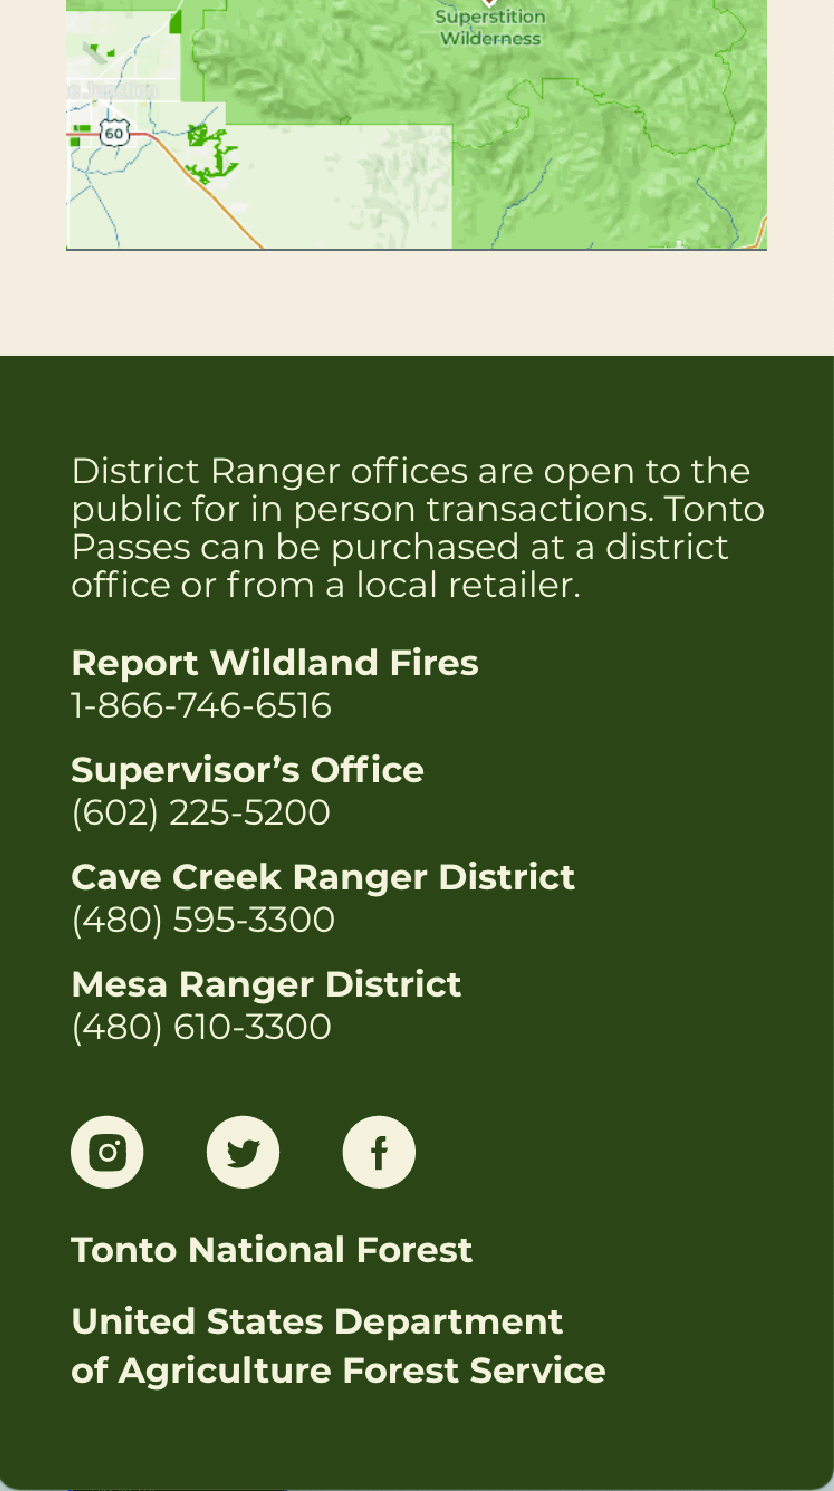 Superstition
Wilderness
Junction
60
District Ranger offices are open to the
public for in person transactions. Tonto
Passes can be purchased at a district
office or from a local retailer.
Report Wildland Fires
1-866-746-6516
Supervisor’s Office
(602) 225-5200
Cave Creek Ranger District
(480) 595-3300
Mesa Ranger District
(480) 610-3300
Tonto National Forest
United States Department
of Agriculture Forest Service